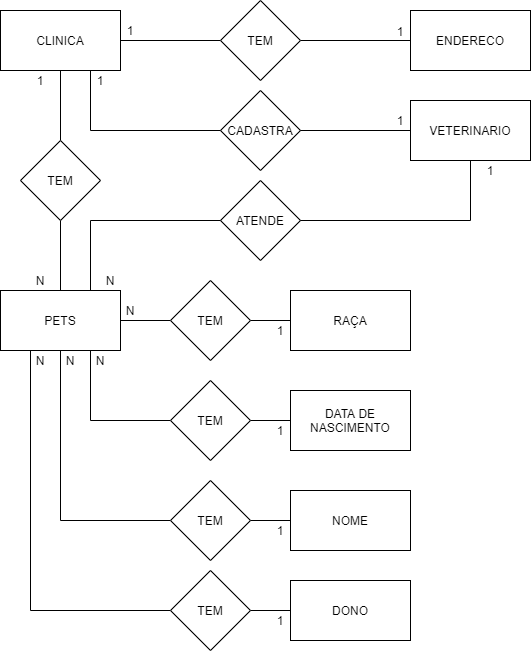 CLINICA
1
TEM
1
ENDERECO
1
1
CADASTRA
1
VETERINARIO
TEM
ATENDE
1
N
N
PETS
N
TEM
1
RAÇA
N
N
N
TEM
1
DATA DE
NASCIMENTO
TEM
1
NOME
TEM
1
DONO